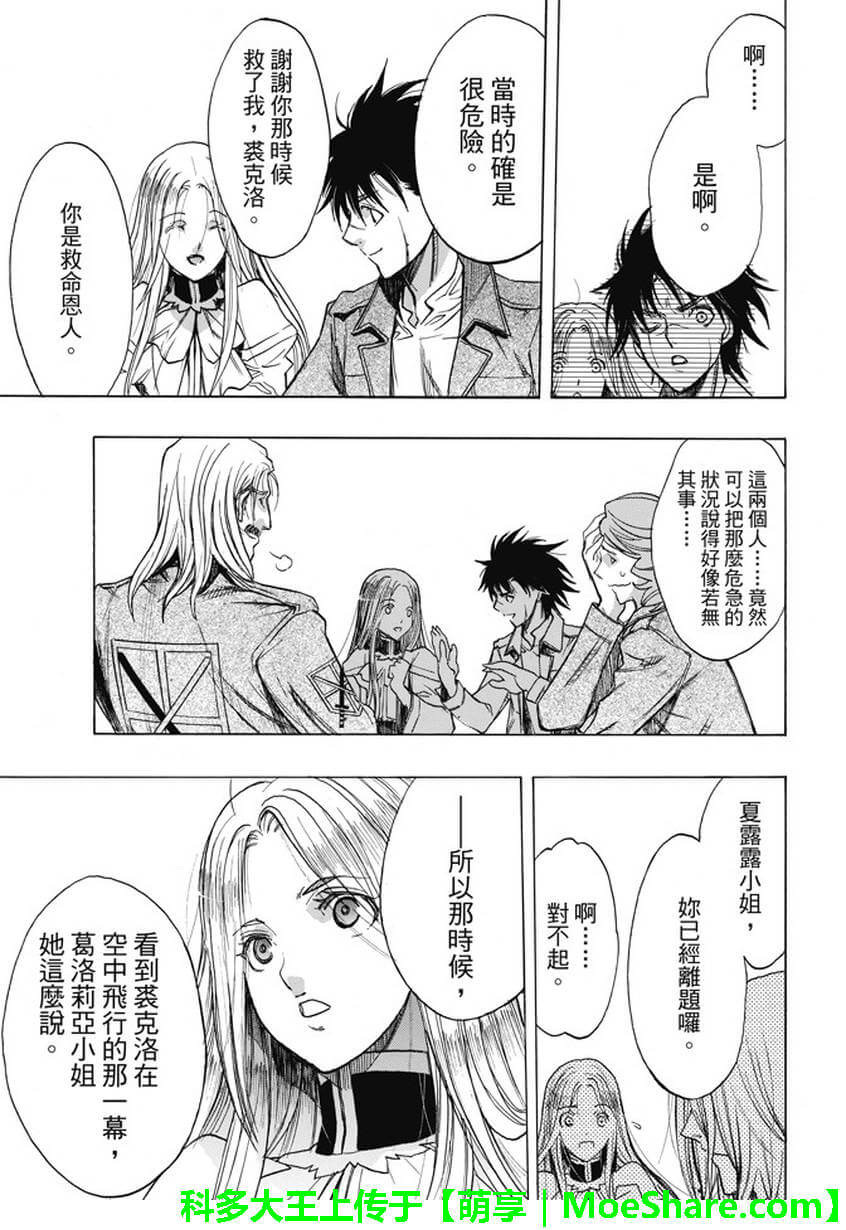 啊⋯⋯
是啊。
當時的確是
很危險。
謝謝你那時候
救了我，裘克洛。
你是救命恩人。
這兩個人⋯⋯竟然
可以把那麼危急的
狀況說得好像若無
其事⋯⋯
夏露露小姐，
妳已經離題囉。
啊⋯⋯
對不起。
——所以那時候，
看到裘克洛在
空中飛行的那一幕，
葛洛莉亞小姐
她這麼說。
科多大王上传于【萌享|MoeShare.com】